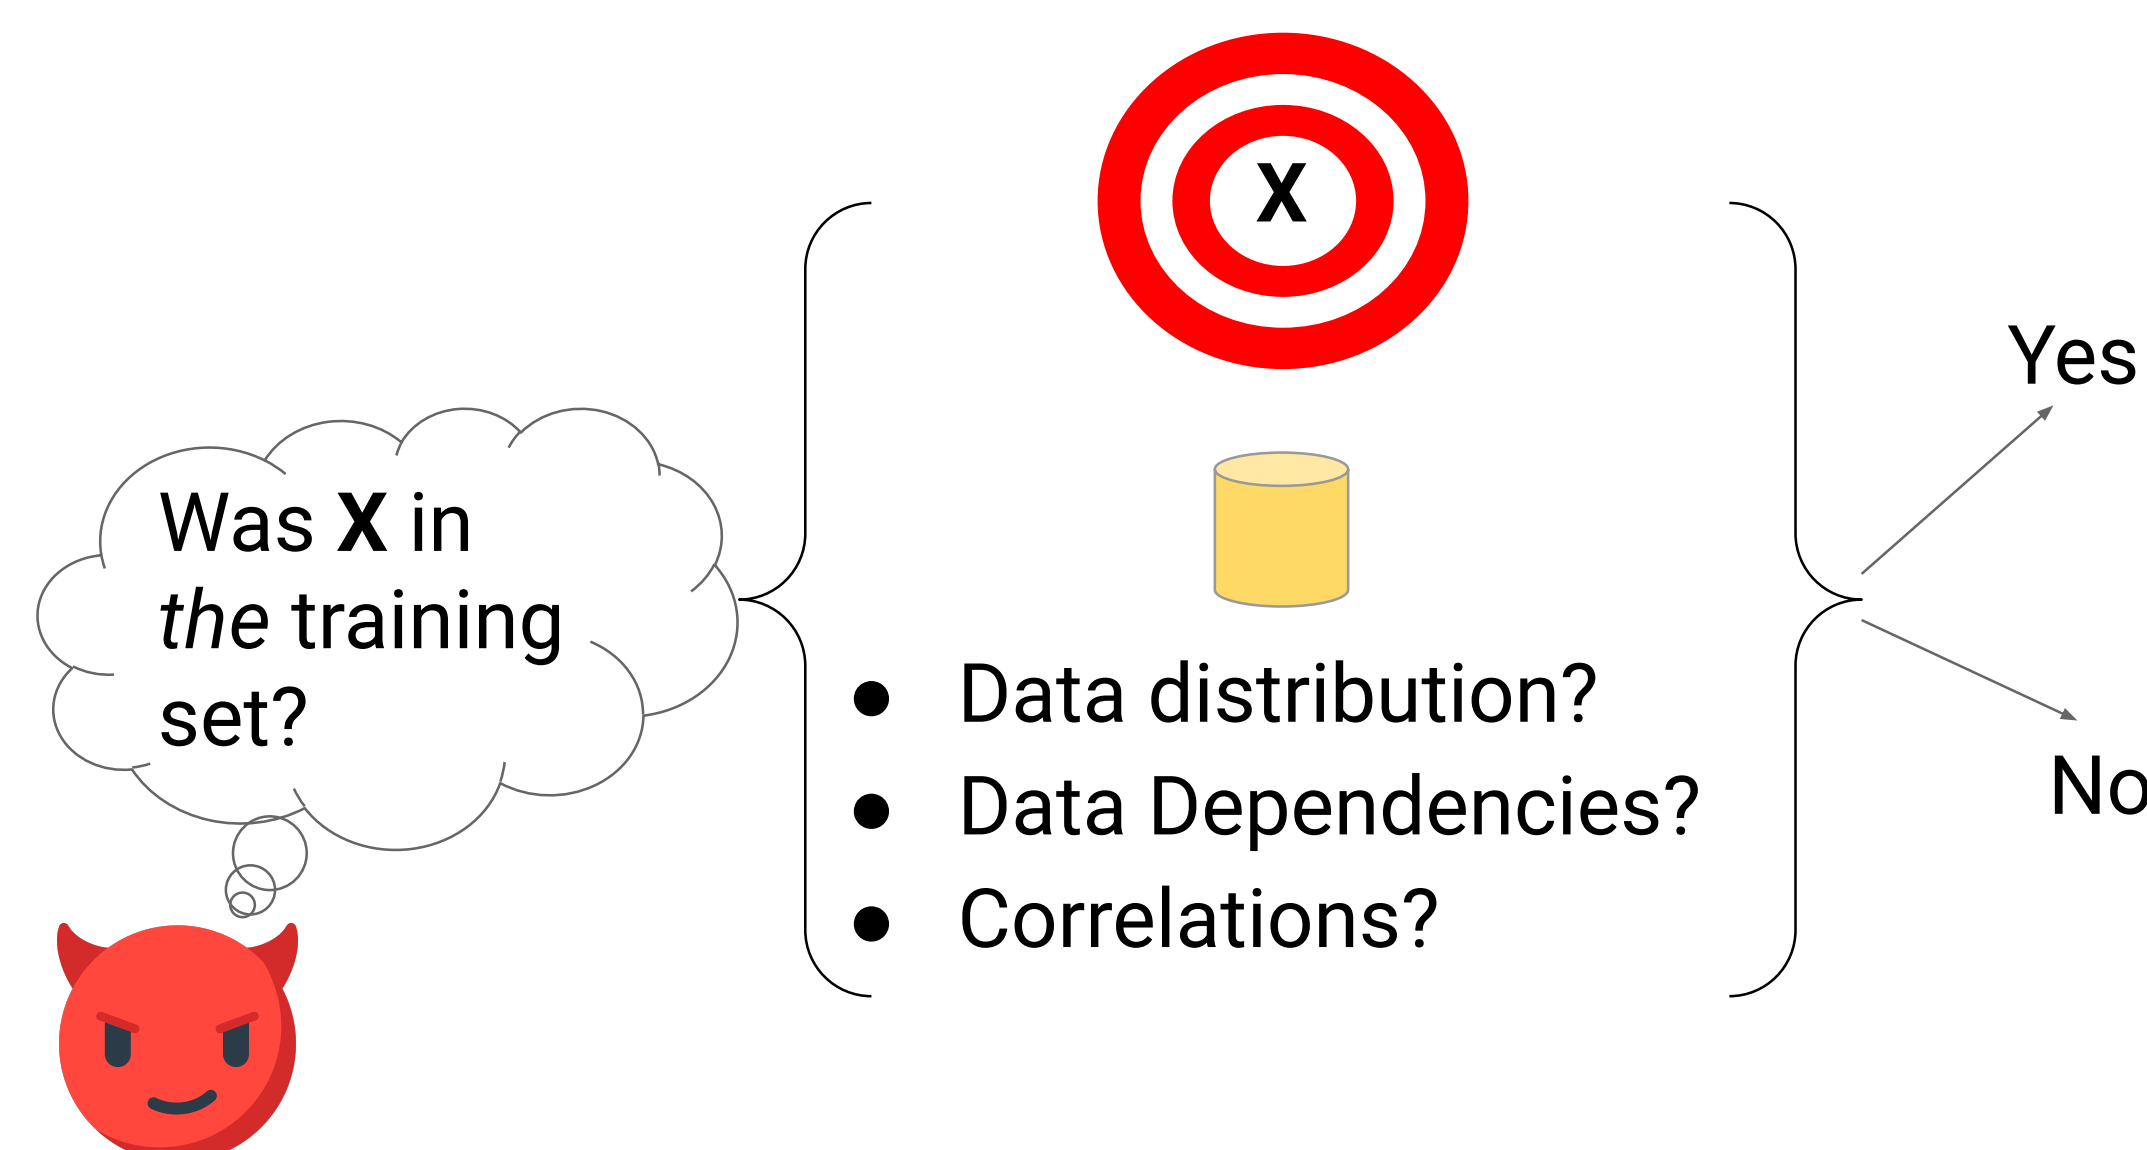 X
Was X in
the training
set?
● Data distribution?
● Data Dependencies?
● Correlations?
Yes
No